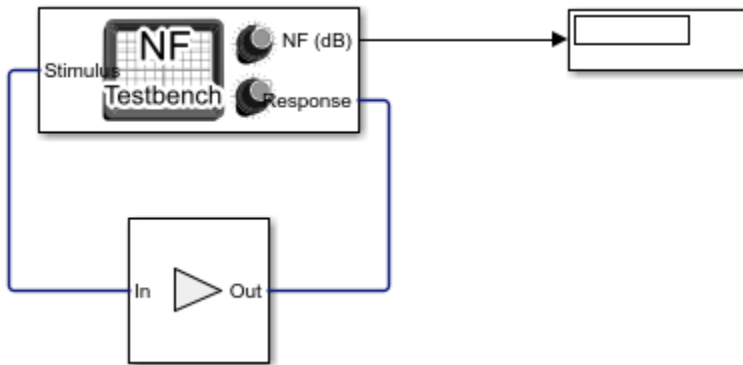 NF
NF (dB)
Stimulus
Testbench
Response
In
Out